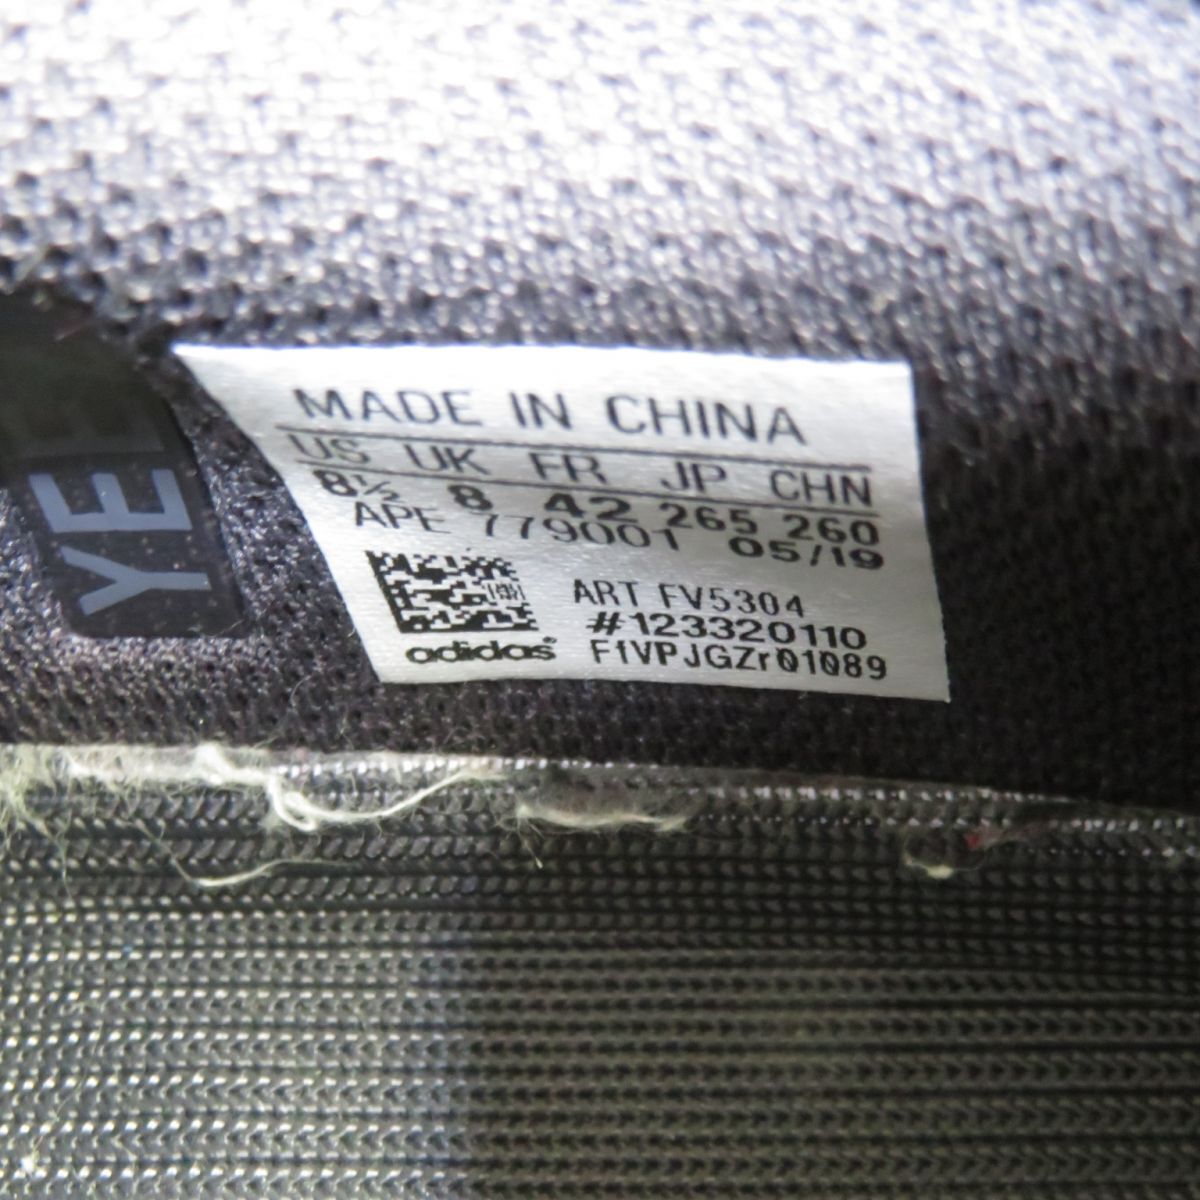 MADE IN CHINA
US UK FR JP CHN
8½ 8 42 265 260
APE 779001 05/19
ART FV5304
#123320110
adidas®
F1VPJGZr01089
YE